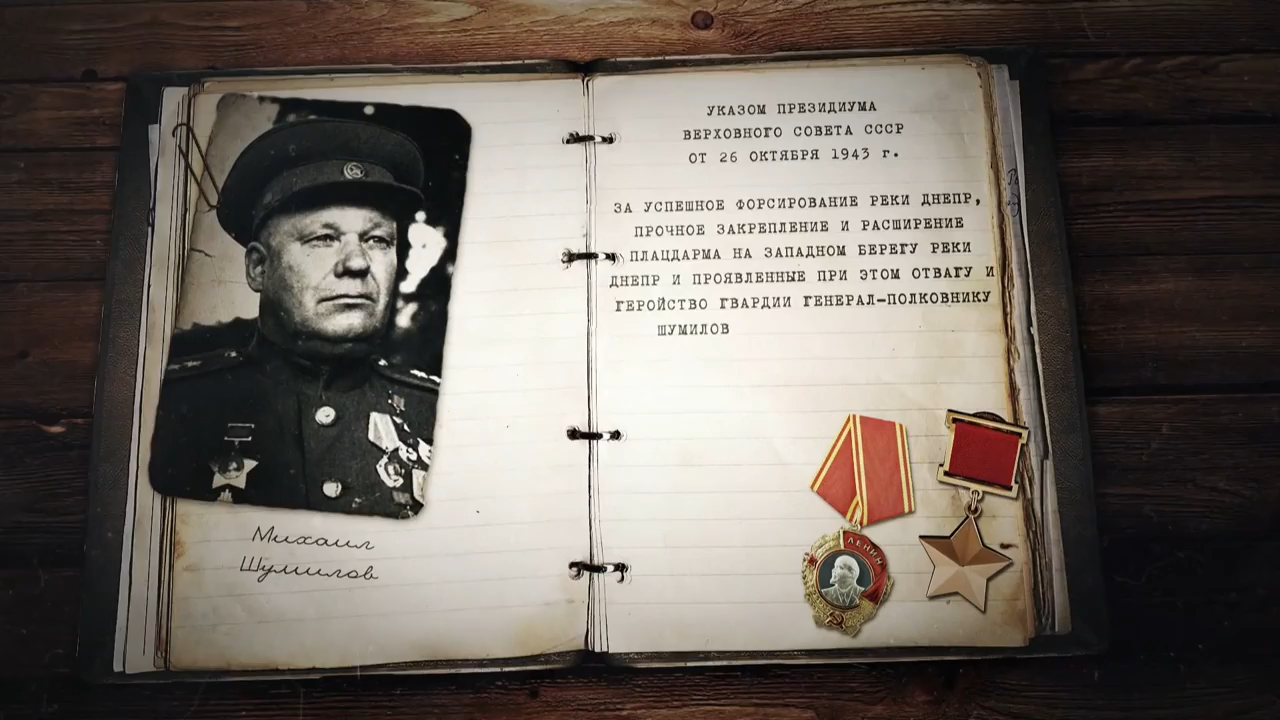 Михаил
Шумилов
УКАЗОМ ПРЕЗИДИУМА
ВЕРХОВНОГО СОВЕТА СССР
ОТ 26 ОКТЯБРЯ 1943 г.
ЗА УСПЕШНОЕ ФОРСИРОВАНИЕ РЕКИ ДНЕПР,
ПРОЧНОЕ ЗАКРЕПЛЕНИЕ И РАСШИРЕНИЕ
ПЛАЦДАРМА НА ЗАПАДНОМ БЕРЕГУ РЕКИ
ДНЕПР И ПРОЯВЛЕННЫЕ ПРИ ЭТОМ ОТВАГУ И
ГЕРОЙСТВО ГВАРДИИ ГЕНЕРАЛ-ПОЛКОВНИКУ
ШУМИЛОВ
ЛЕНИН